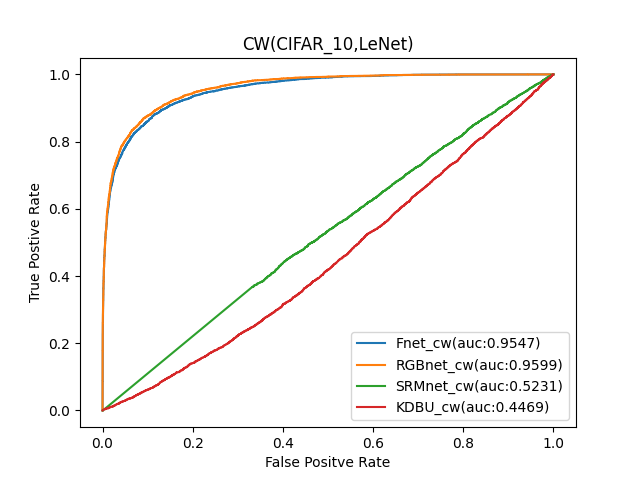 CW(CIFAR_10,LeNet)
1.0
0.8
0.6
0.4
0.2
0.0
True Postive Rate
Fnet_cw(auc:0.9547)
RGBnet_cw(auc:0.9599)
SRMnet_cw(auc:0.5231)
KDBU_cw(auc:0.4469)
0.0 0.2 0.4 0.6 0.8 1.0
False Positve Rate